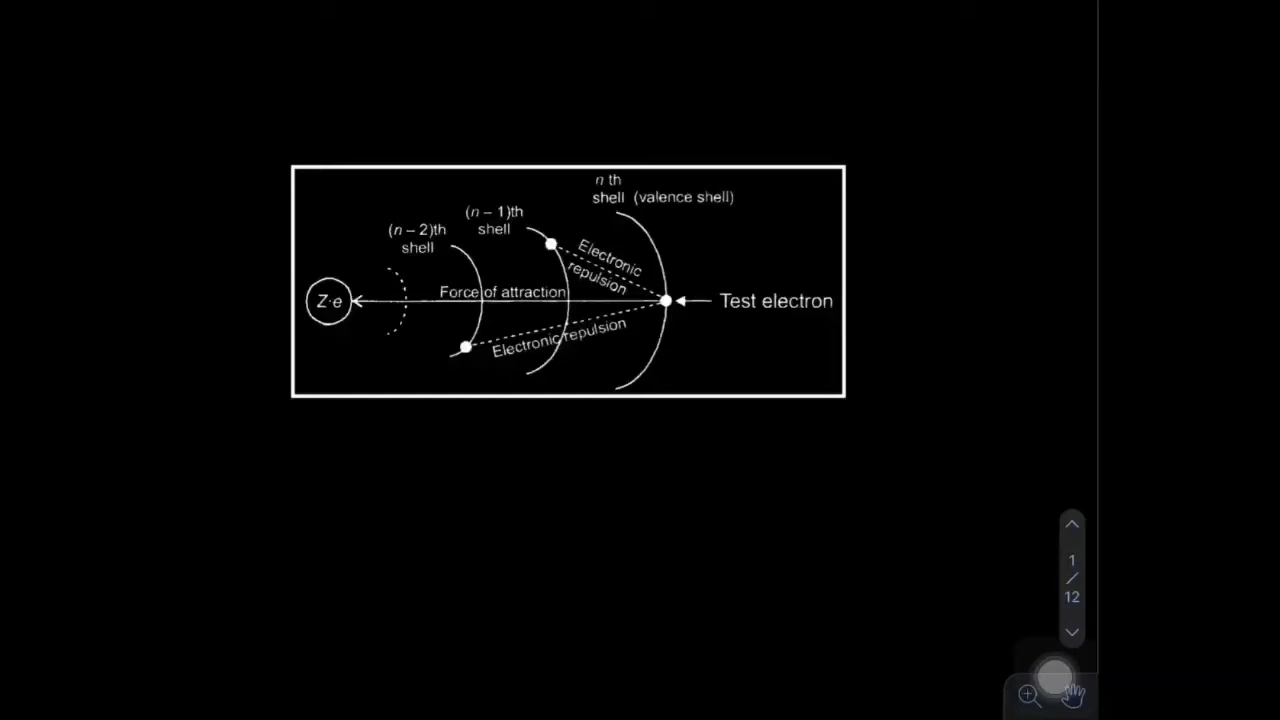 n th
shell (valence shell)
(n – 1)th
shell
(n – 2)th
shell
Electronic
repulsion
Force of attraction
Z·e
Test electron
Electronic repulsion
1
/
12